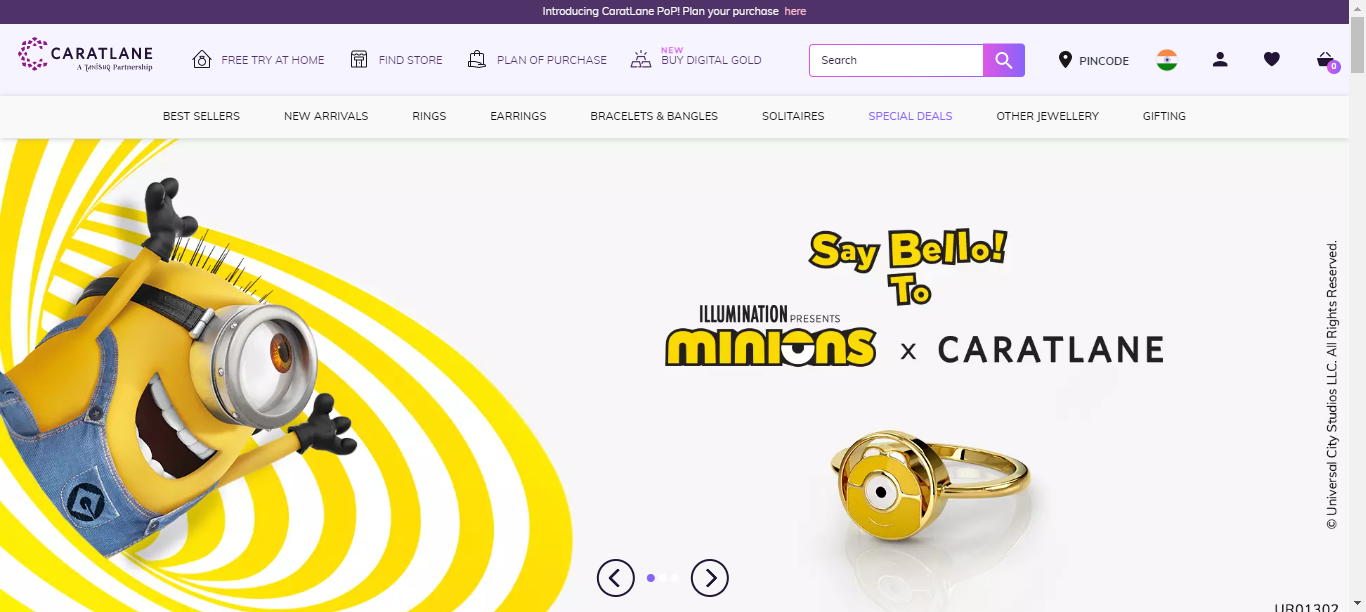 Introducing CaratLane PoP! Plan your purchase here
CARATLANE
A TANISHQ Partnership
FREE TRY AT HOME
FIND STORE
PLAN OF PURCHASE
NEW
BUY DIGITAL GOLD
Search
PINCODE
0
BEST SELLERS
NEW ARRIVALS
RINGS
EARRINGS
BRACELETS & BANGLES
SOLITAIRES
SPECIAL DEALS
OTHER JEWELLERY
GIFTING
Say Bello!
To
ILLUMINATION PRESENTS
minions x CARATLANE
© Universal City Studios LLC. All Rights Reserved.
UR01302